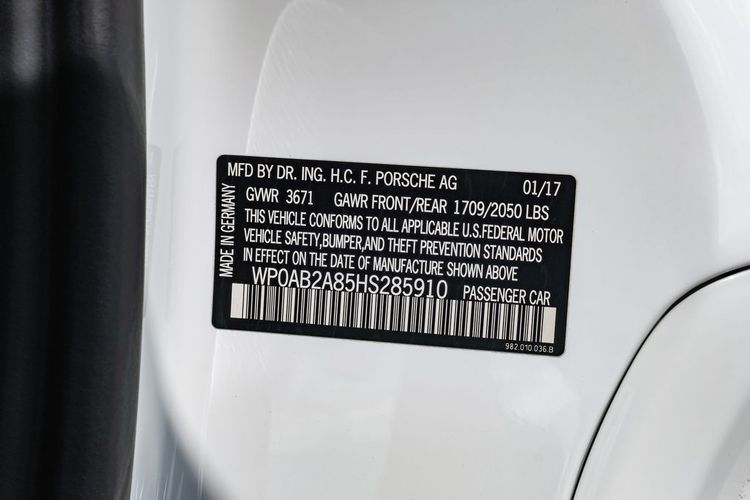 MFD BY DR. ING. H.C. F. PORSCHE AG 01/17
GVWR 3671 GAWR FRONT/REAR 1709/2050 LBS
THIS VEHICLE CONFORMS TO ALL APPLICABLE U.S.FEDERAL MOTOR
VEHICLE SAFETY,BUMPER,AND THEFT PREVENTION STANDARDS
IN EFFECT ON THE DATE OF MANUFACTURE SHOWN ABOVE
WP0AB2A85HS285910 PASSENGER CAR
982.010.036.B
MADE IN GERMANY